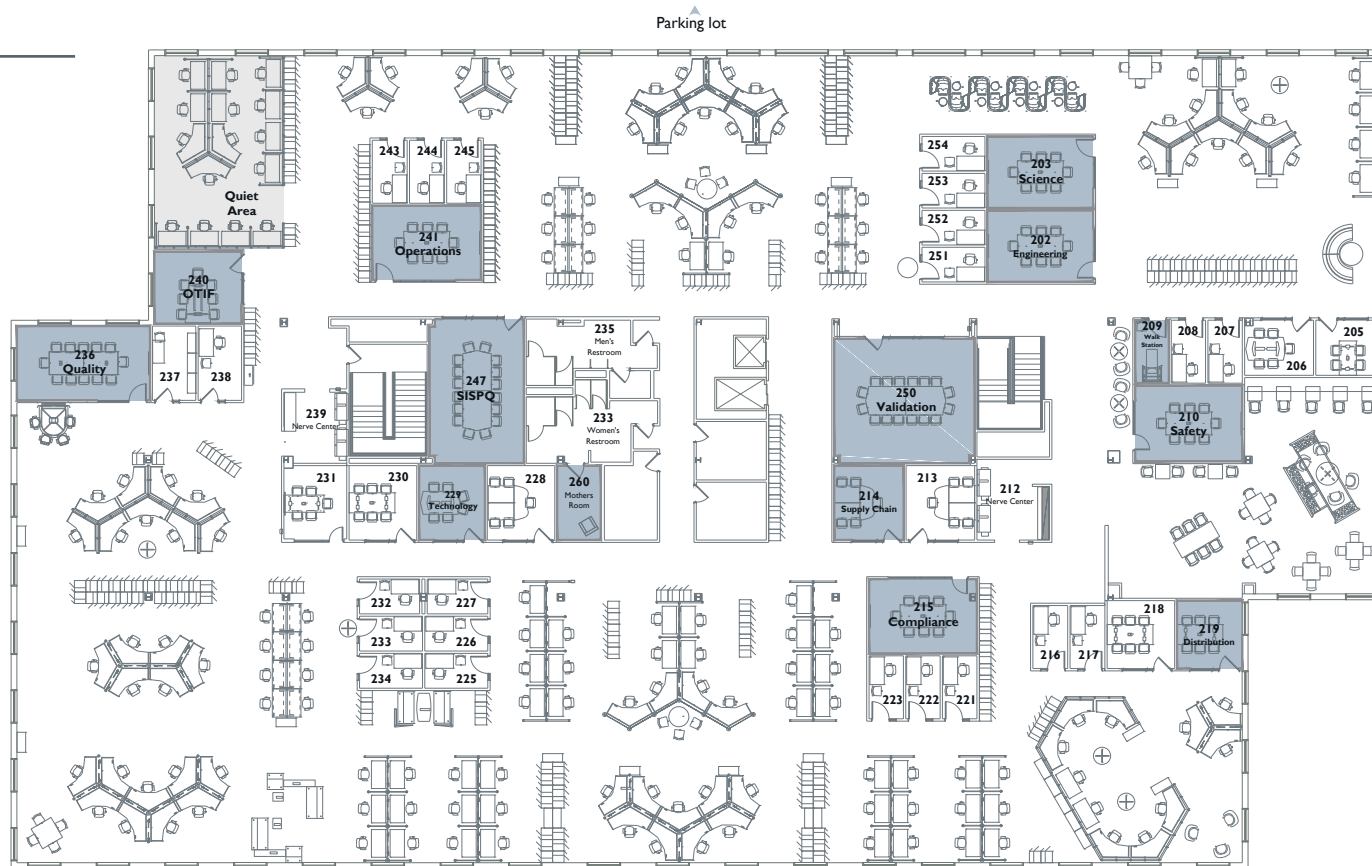 Parking lot
Quiet
Area
243
244
245
241
Operations
254
253
252
251
203
Science
202
Engineering
240
OTIF
236
Quality
237
238
239
Nerve Center
247
SISPQ
235
Men's
Restroom
233
Women's
Restroom
231
230
229
Technology
228
260
Mothers
Room
250
Validation
214
Supply Chain
213
212
Nerve Center
209
Walk
Station
208
207
206
205
210
Safety
232
227
233
226
234
225
215
Compliance
223
222
221
216
217
218
219
Distribution